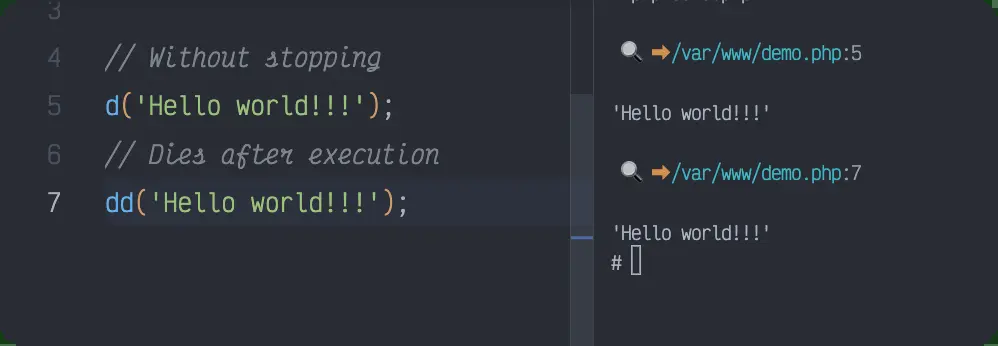 3
4 // Without stopping
5 d('Hello world!!!');
6 // Dies after execution
7 dd('Hello world!!!');
/var/www/demo.php:5
'Hello world!!!'
/var/www/demo.php:7
'Hello world!!!'
#